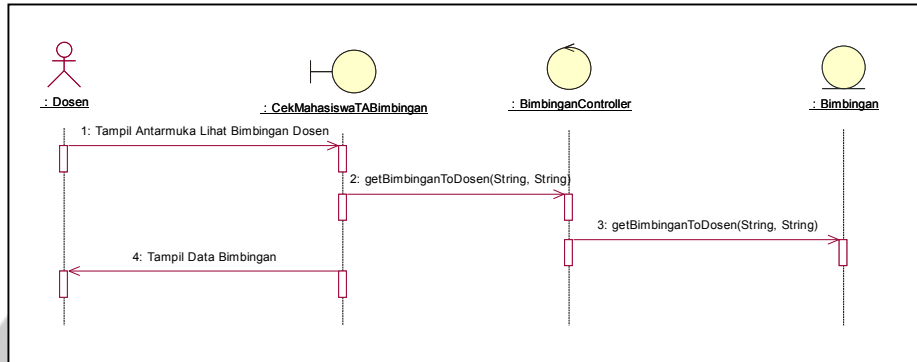 : Dosen
: CekMahasiswaTABimbingan
: BimbinganController
: Bimbingan
1: Tampil Antarmuka Lihat Bimbingan Dosen
2: getBimbinganToDosen(String, String)
3: getBimbinganToDosen(String, String)
4: Tampil Data Bimbingan